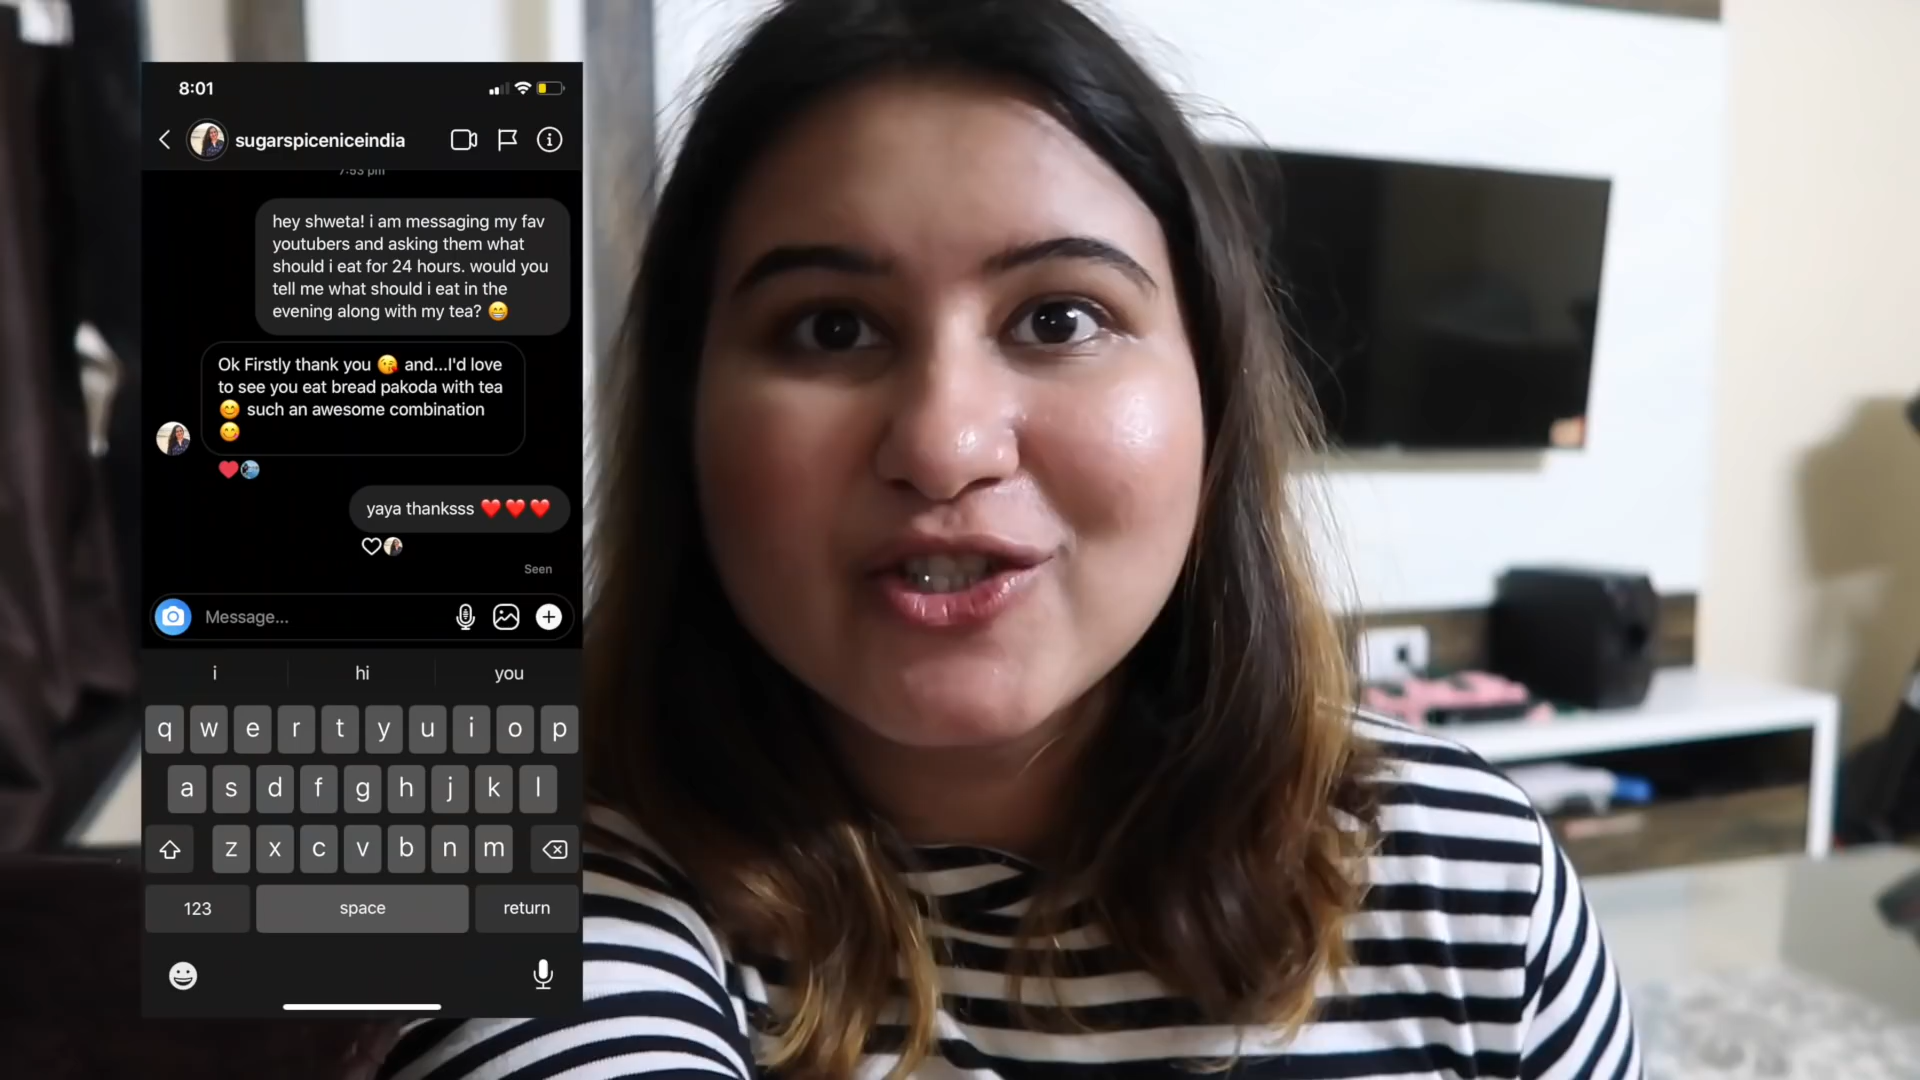 8:01
sugarspiceniceindia
7:53 pm
hey shweta! i am messaging my fav
youtubers and asking them what
should i eat for 24 hours. would you
tell me what should i eat in the
evening along with my tea? 😁
Ok Firstly thank you 😘 and...I'd love
to see you eat bread pakoda with tea
😊 such an awesome combination
😋
yaya thanksss ❤️❤️❤️
Seen
Message...
i hi you
q w e r t y u i o p
a s d f g h j k l
z x c v b n m
123 space return